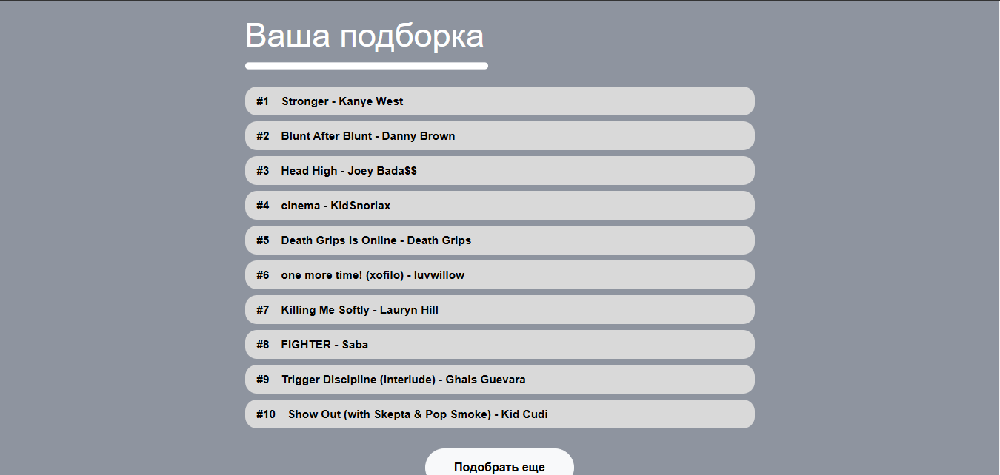 Ваша подборка
#1 Stronger - Kanye West
#2 Blunt After Blunt - Danny Brown
#3 Head High - Joey Bada$$
#4 cinema - KidSnorlax
#5 Death Grips Is Online - Death Grips
#6 one more time! (xofilo) - luvwillow
#7 Killing Me Softly - Lauryn Hill
#8 FIGHTER - Saba
#9 Trigger Discipline (Interlude) - Ghais Guevara
#10 Show Out (with Skepta & Pop Smoke) - Kid Cudi
Подобрать еще